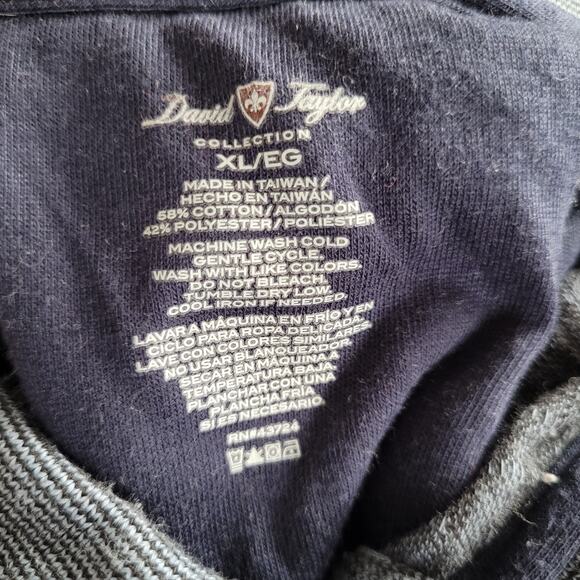 David Taylor
COLLECTION
XL/EG
MADE IN TAIWAN/
HECHO EN TAIWÁN
58% COTTON/ALGODÓN
42% POLYESTER/POLIÉSTER
MACHINE WASH COLD
GENTLE CYCLE.
WASH WITH LIKE COLORS.
DO NOT BLEACH.
TUMBLE DRY LOW.
COOL IRON IF NEEDED.
LAVAR A MÁQUINA EN FRÍO Y EN
CICLO PARA ROPA DELICADA.
LAVE CON COLORES SIMILARES.
NO USAR BLANQUEADOR.
SECAR EN MÁQUINA A
TEMPERATURA BAJA.
PLANCHAR CON UNA
PLANCHA FRÍA
SI ES NECESARIO.
RN#43724